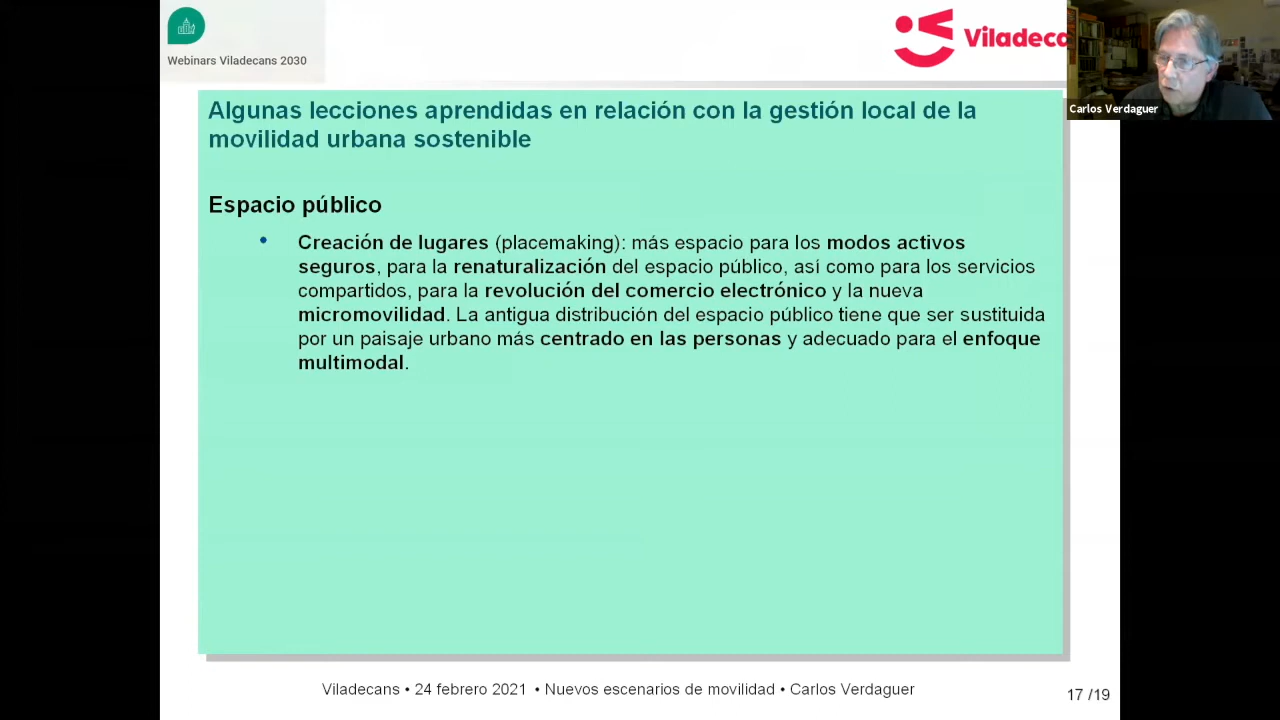 Webinars Viladecans 2030
Viladeca
Carlos Verdaguer
Algunas lecciones aprendidas en relación con la gestión local de la
movilidad urbana sostenible
Espacio público
• Creación de lugares (placemaking): más espacio para los modos activos
seguros, para la renaturalización del espacio público, así como para los servicios
compartidos, para la revolución del comercio electrónico y la nueva
micromovilidad. La antigua distribución del espacio público tiene que ser sustituida
por un paisaje urbano más centrado en las personas y adecuado para el enfoque
multimodal.
Viladecans • 24 febrero 2021 • Nuevos escenarios de movilidad • Carlos Verdaguer
17 /19